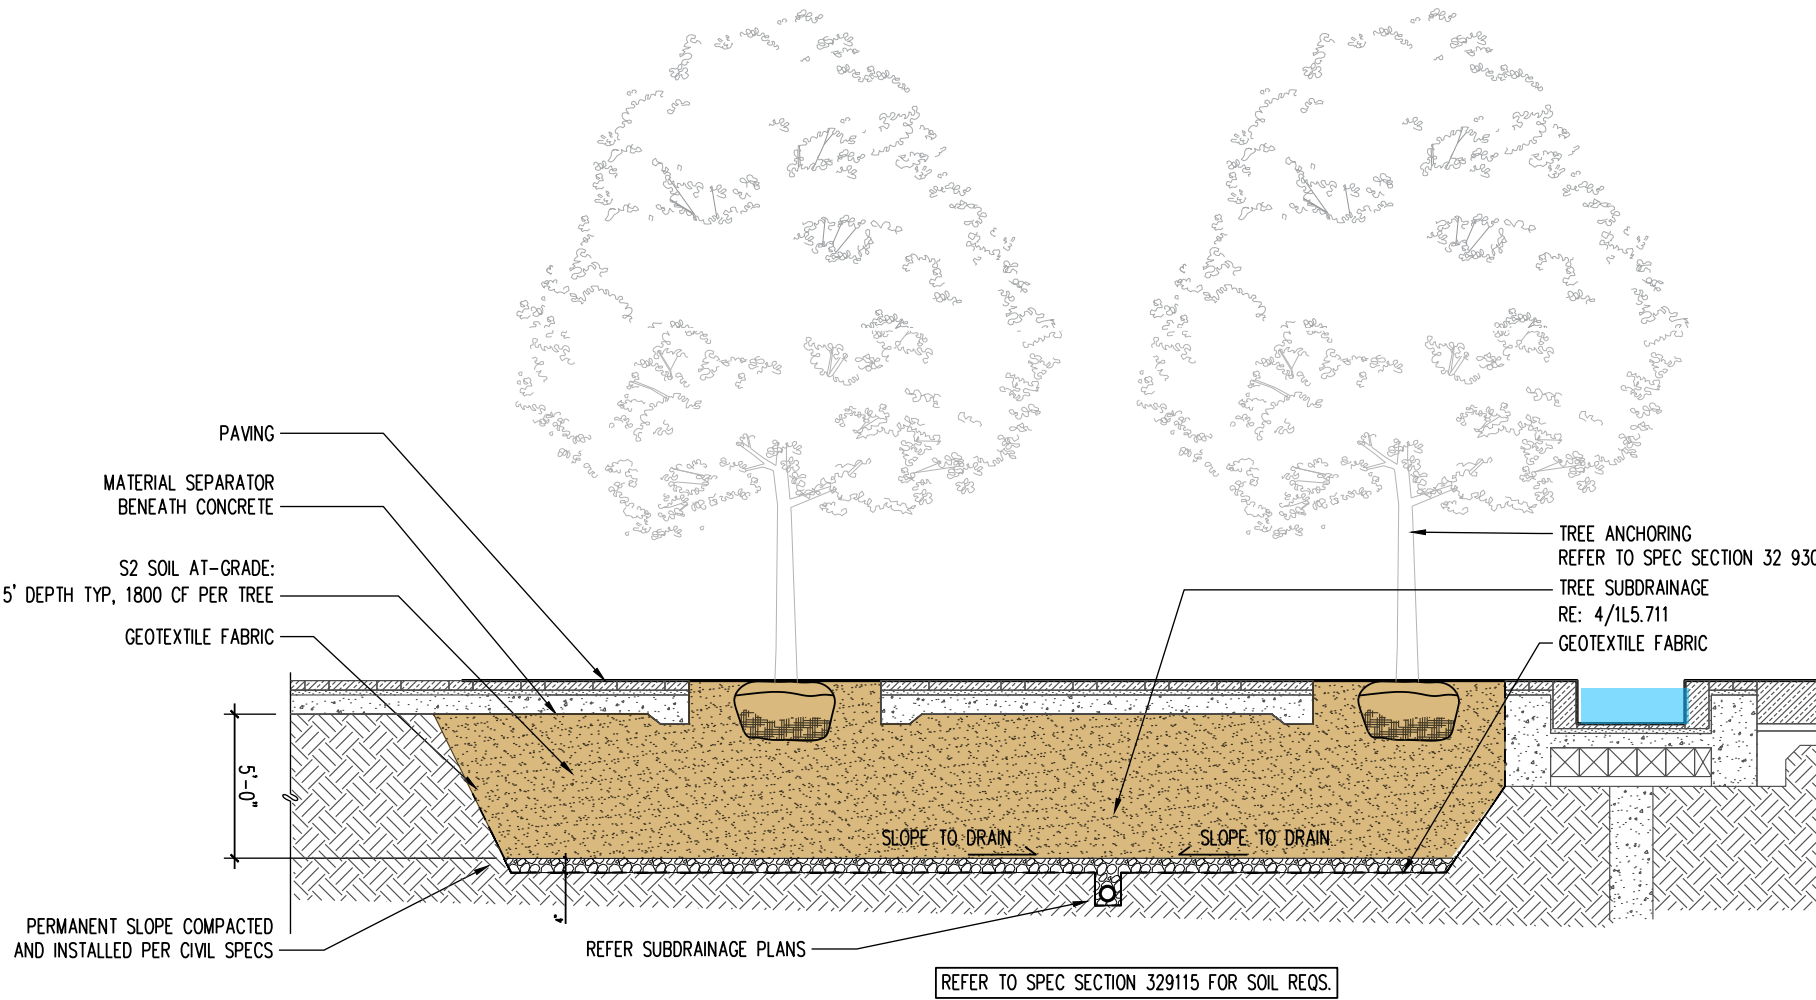 PAVING
MATERIAL SEPARATOR
BENEATH CONCRETE
S2 SOIL AT-GRADE:
5' DEPTH TYP, 1800 CF PER TREE
GEOTEXTILE FABRIC
TREE ANCHORING
REFER TO SPEC SECTION 32 930
TREE SUBDRAINAGE
RE: 4/1L5.711
GEOTEXTILE FABRIC
5'-0"
SLOPE TO DRAIN
SLOPE TO DRAIN
4"
PERMANENT SLOPE COMPACTED
AND INSTALLED PER CIVIL SPECS
REFER SUBDRAINAGE PLANS
REFER TO SPEC SECTION 329115 FOR SOIL REQS.